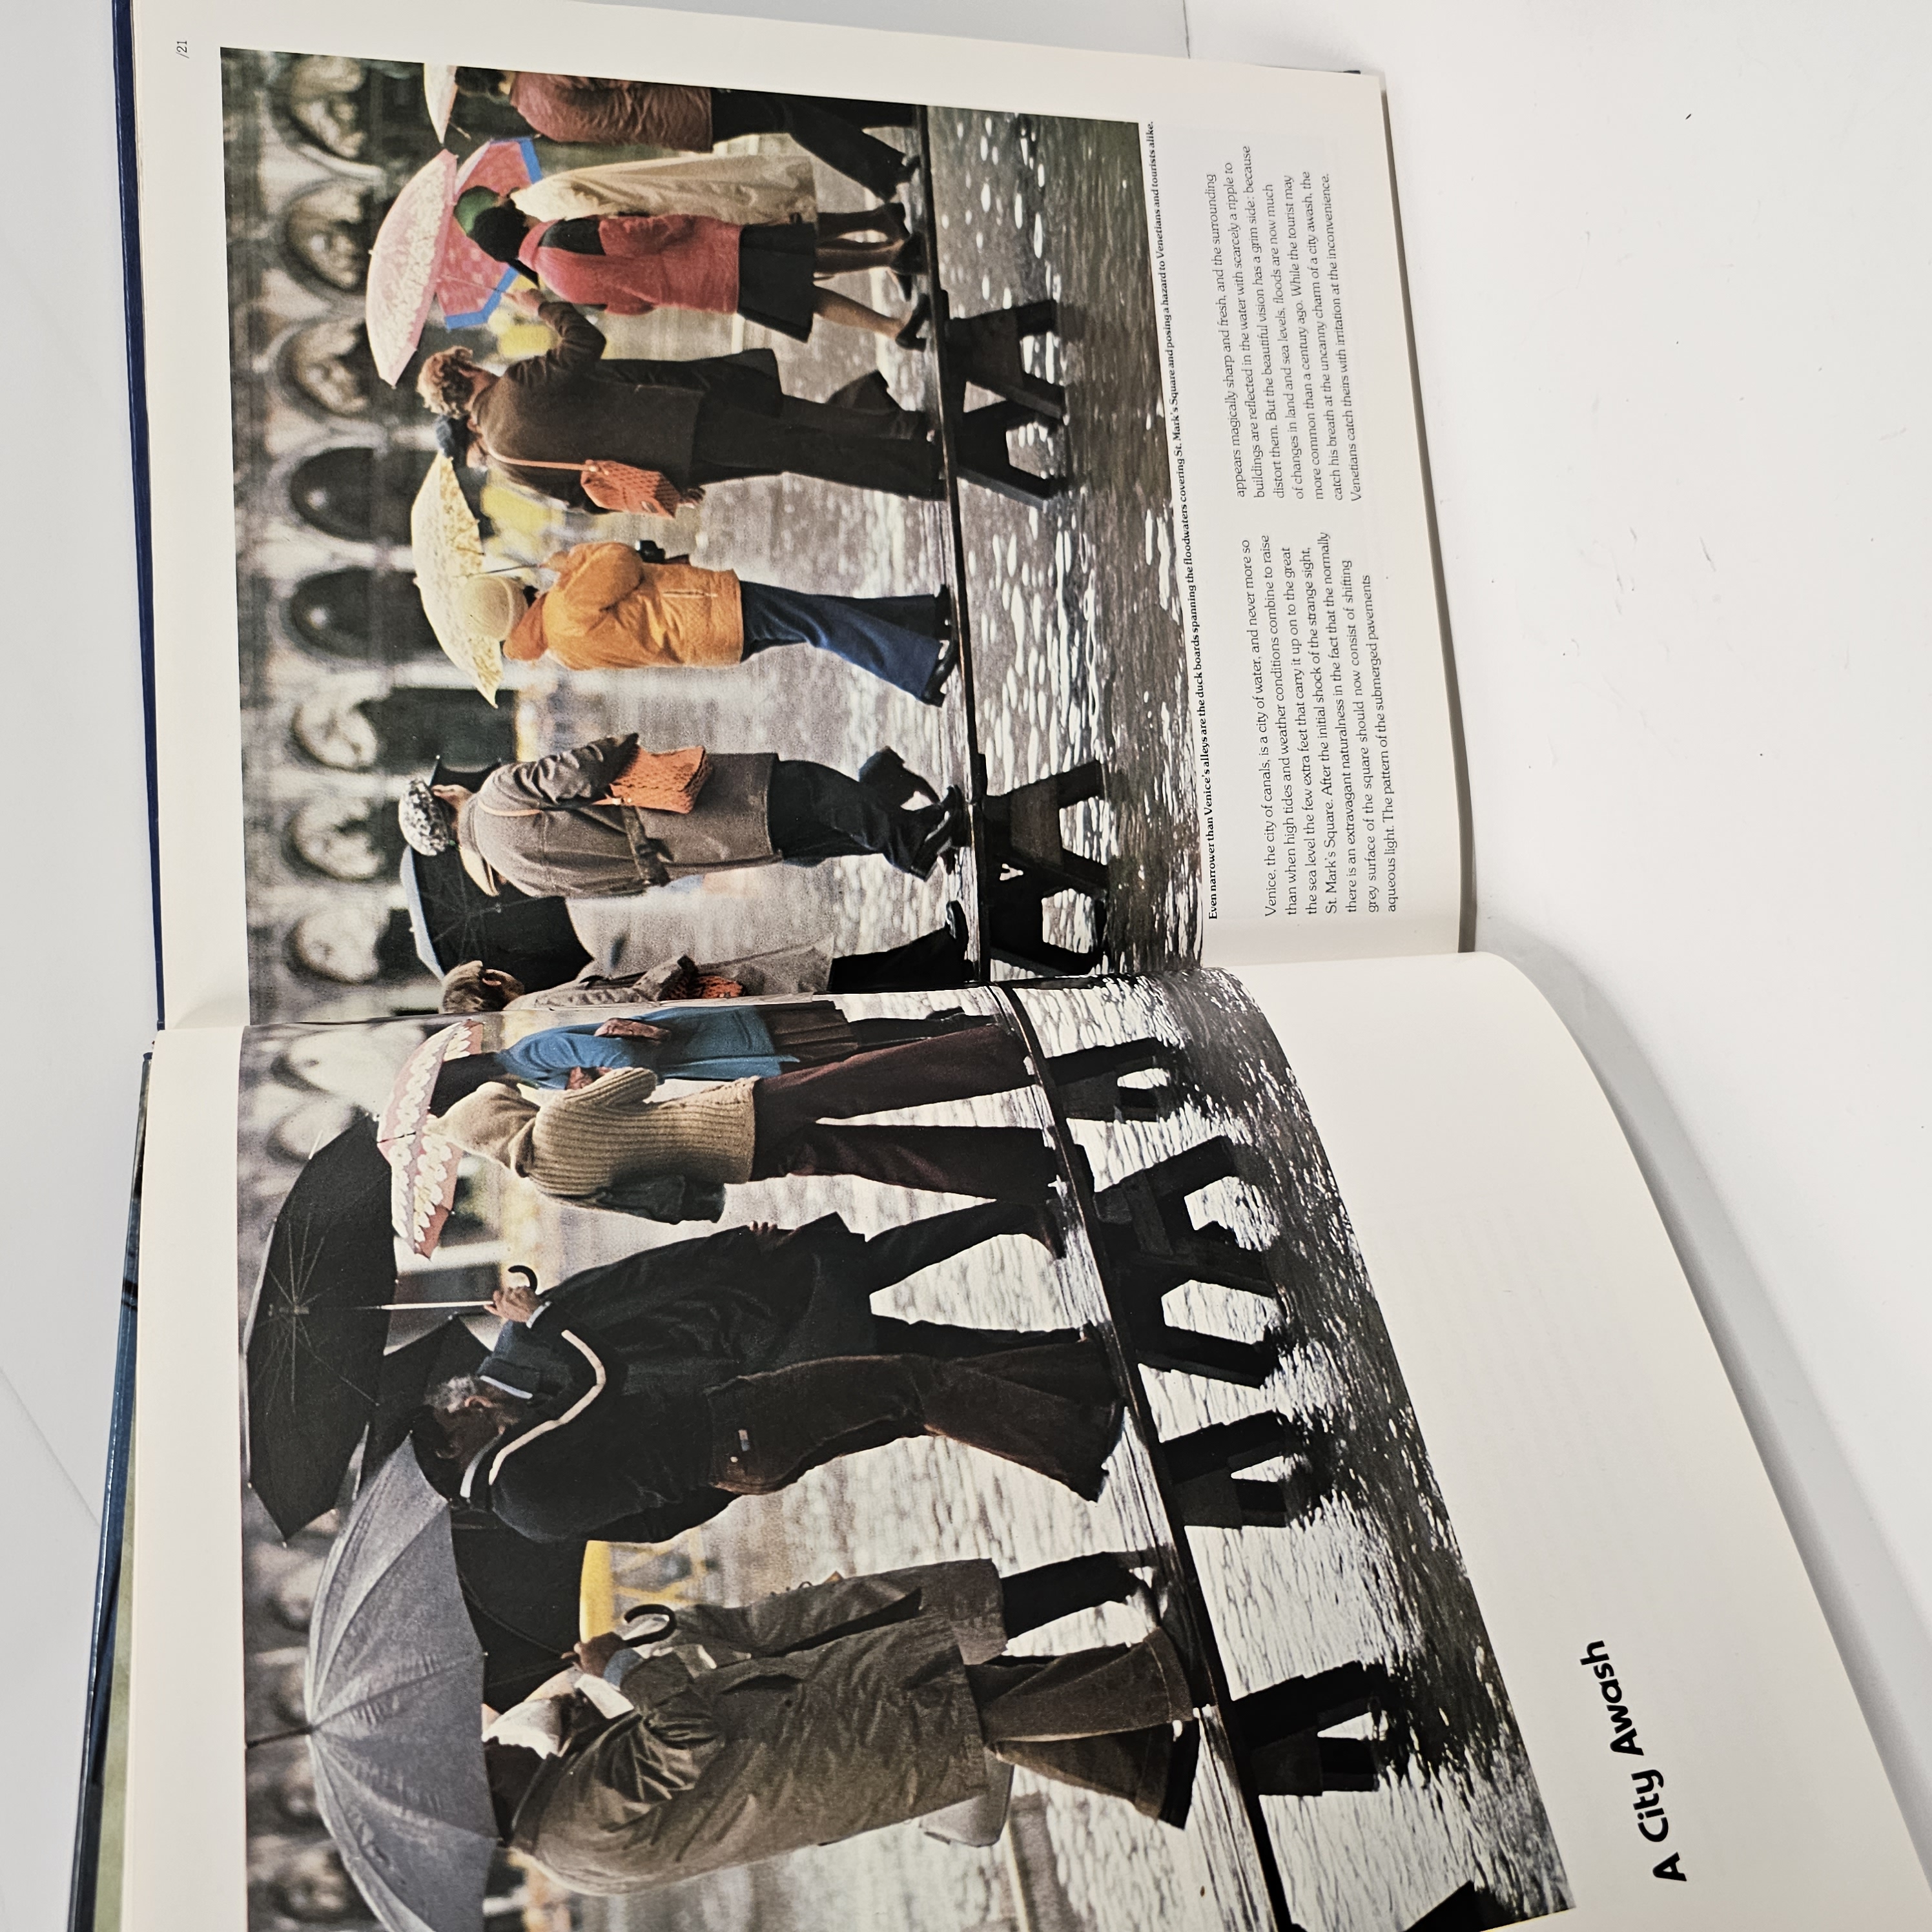 /21
A City Awash
Even narrower than Venice's alleys are the duck boards spanning the floodwaters covering St. Mark's Square and posing a hazard to Venetians and tourists alike.
Venice, the city of canals, is a city of water, and never more so
than when high tides and weather conditions combine to raise
the sea level the few extra feet that carry it up on to the great
St. Mark's Square. After the initial shock of the strange sight,
there is an extravagant naturalness in the fact that the normally
grey surface of the square should now consist of shifting
aqueous light. The pattern of the submerged pavements
appears magically sharp and fresh, and the surrounding
buildings are reflected in the water with scarcely a ripple to
distort them. But the beautiful vision has a grim side: because
of changes in land and sea levels, floods are now much
more common than a century ago. While the tourist may
catch his breath at the uncanny charm of a city awash, the
Venetians catch theirs with irritation at the inconvenience.